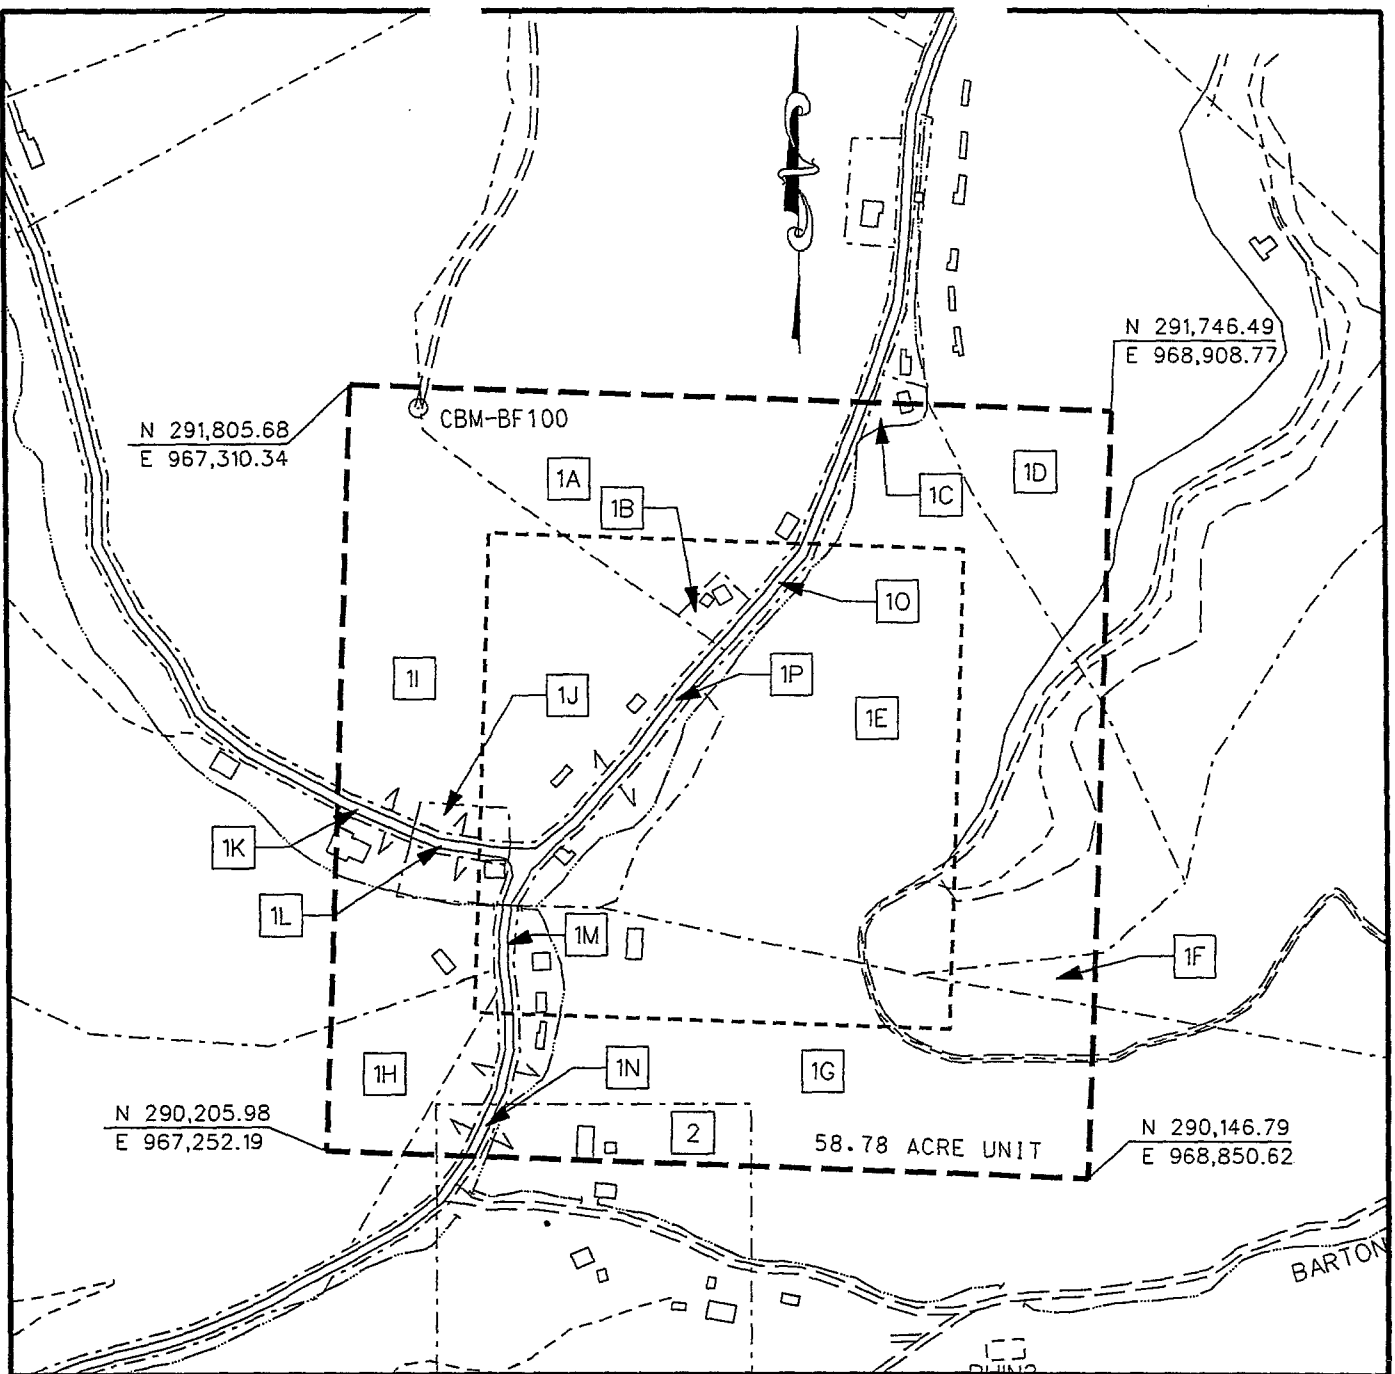 N 291,746.49
E 968,908.77
N 291,805.68
E 967,310.34
CBM-BF100
1A
1B
1C
1D
1O
1I
1J
1P
1E
1K
1L
1M
1F
1H
1N
1G
N 290,205.98
E 967,252.19
2
58.78 ACRE UNIT
N 290,146.79
E 968,850.62
BARTON